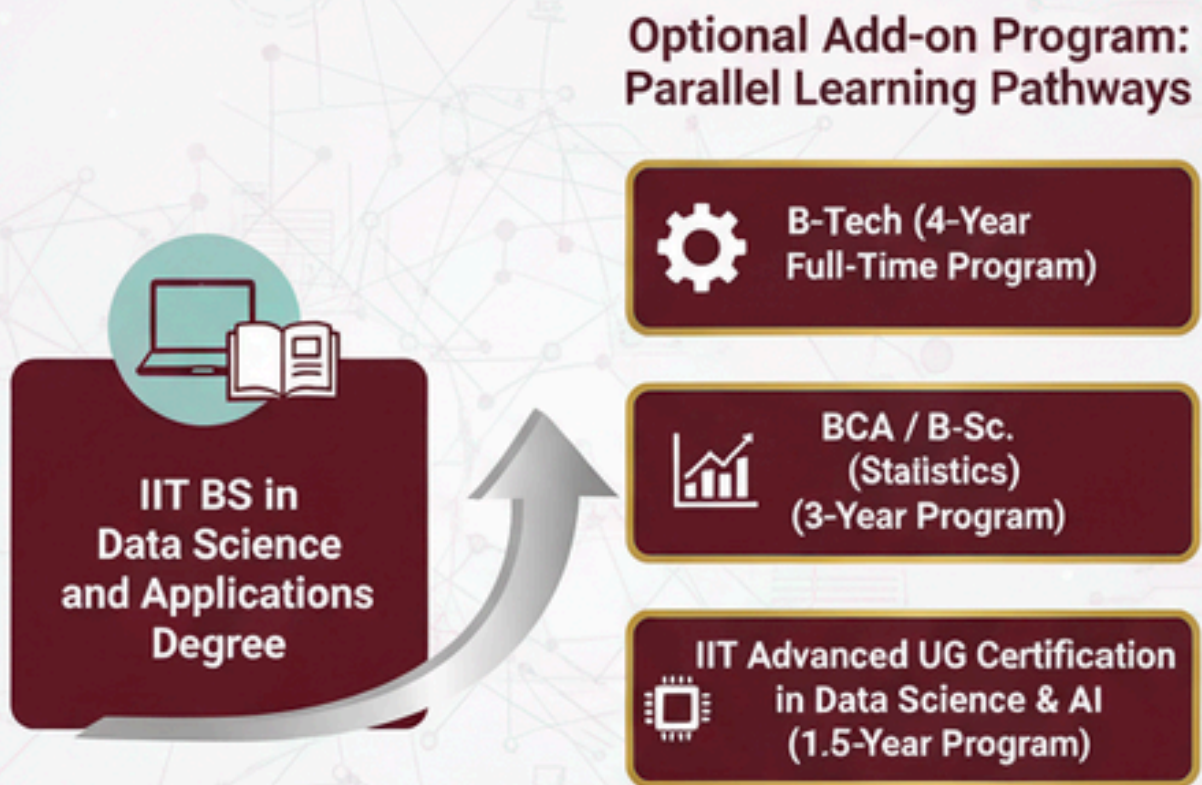 Optional Add-on Program:
Parallel Learning Pathways
B-Tech (4-Year
Full-Time Program)
IIT BS in
Data Science
and Applications
Degree
BCA / B-Sc.
(Statistics)
(3-Year Program)
IIT Advanced UG Certification
in Data Science & AI
(1.5-Year Program)